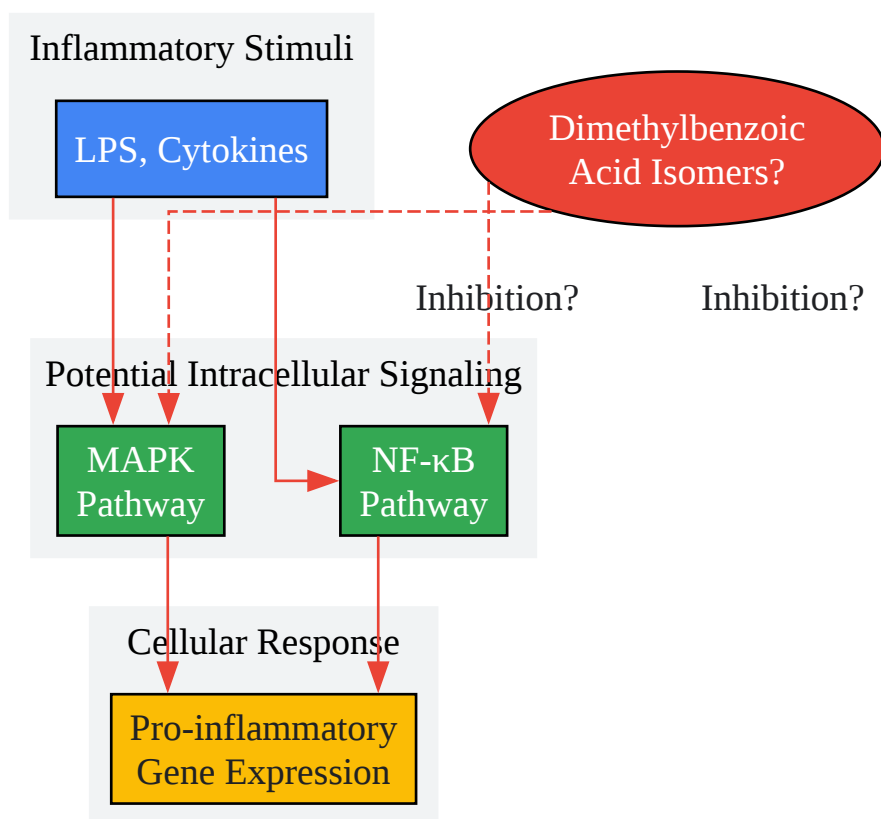 Inflammatory Stimuli
LPS, Cytokines
Dimethylbenzoic
Acid Isomers?
Inhibition?
Inhibition?
Potential Intracellular Signaling
MAPK
Pathway
NF-κB
Pathway
Cellular Response
Pro-inflammatory
Gene Expression